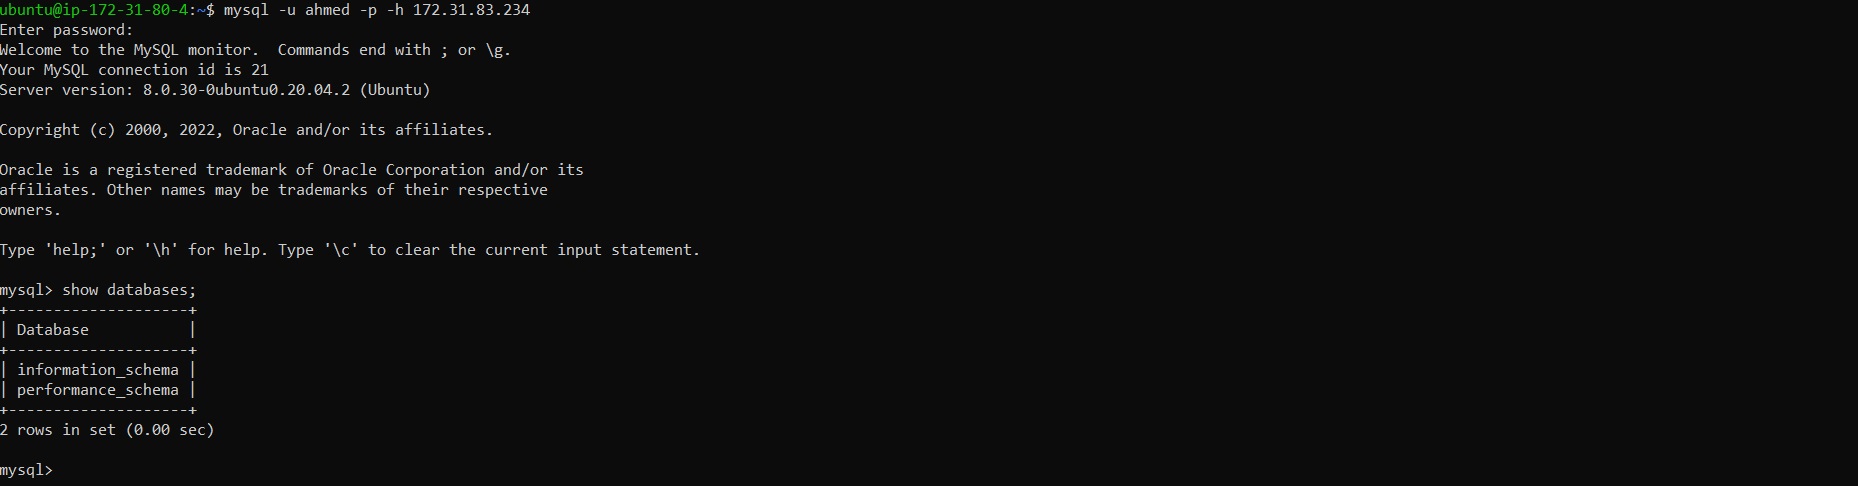 ubuntu@ip-172-31-80-4:~$ mysql -u ahmed -p -h 172.31.83.234
Enter password:
Welcome to the MySQL monitor.  Commands end with ; or \g.
Your MySQL connection id is 21
Server version: 8.0.30-0ubuntu0.20.04.2 (Ubuntu)

Copyright (c) 2000, 2022, Oracle and/or its affiliates.

Oracle is a registered trademark of Oracle Corporation and/or its
affiliates. Other names may be trademarks of their respective
owners.

Type 'help;' or '\h' for help. Type '\c' to clear the current input statement.

mysql> show databases;
+--------------------+
| Database           |
+--------------------+
| information_schema |
| performance_schema |
+--------------------+
2 rows in set (0.00 sec)

mysql>